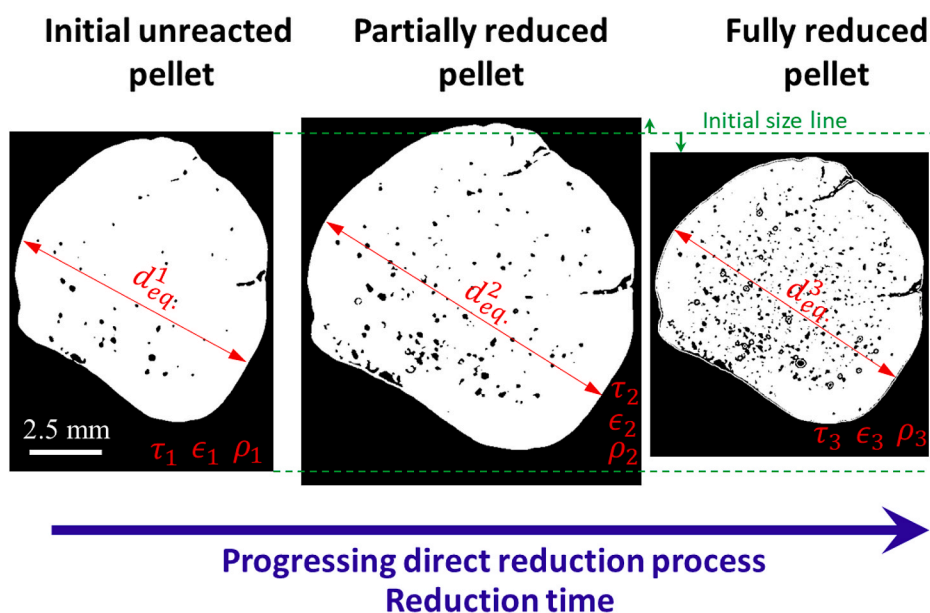 Initial unreacted
pellet
Partially reduced
pellet
Fully reduced
pellet
Initial size line
d¹eq.
d²eq.
d³eq.
2.5 mm
τ₁ ϵ₁ ρ₁
τ₂
ϵ₂
ρ₂
τ₃ ϵ₃ ρ₃
Progressing direct reduction process
Reduction time